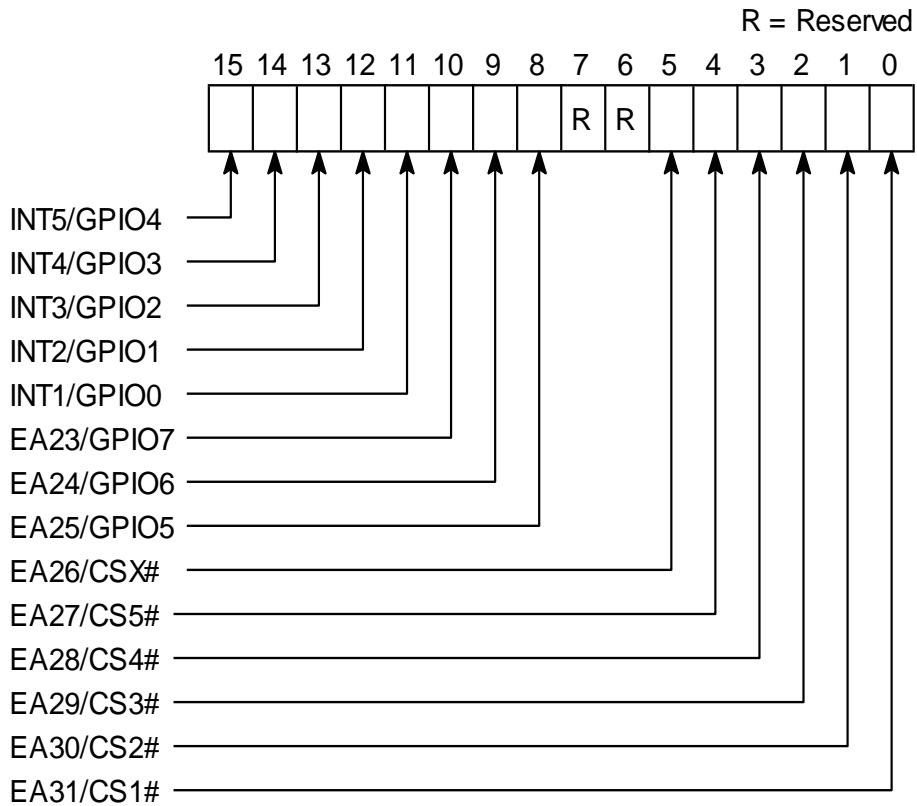 R = Reserved
15 14 13 12 11 10 9 8 7 6 5 4 3 2 1 0
R R
INT5/GPIO4
INT4/GPIO3
INT3/GPIO2
INT2/GPIO1
INT1/GPIO0
EA23/GPIO7
EA24/GPIO6
EA25/GPIO5
EA26/CSX#
EA27/CS5#
EA28/CS4#
EA29/CS3#
EA30/CS2#
EA31/CS1#